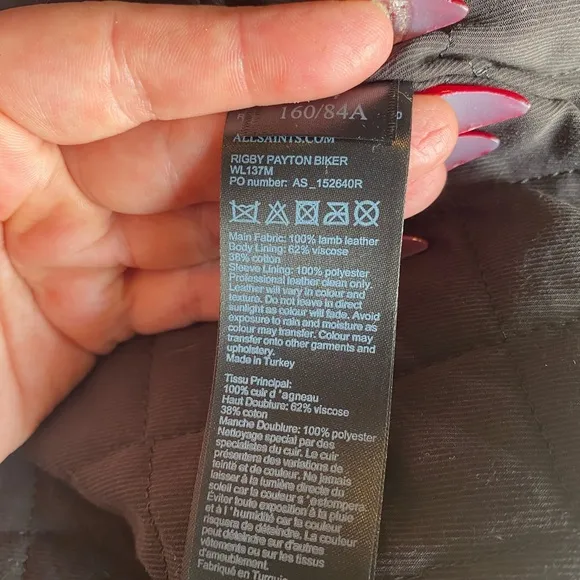 160/84A
ALLSAINTS.COM
RIGBY PAYTON BIKER
WL137M
PO number: AS_152640R
Main Fabric: 100% lamb leather
Body Lining: 62% viscose
38% cotton
Sleeve Lining: 100% polyester
Professional leather clean only.
Leather will vary in colour and
texture. Do not leave in direct
sunlight as colour will fade. Avoid
exposure to rain and moisture as
colour may transfer. Colour may
transfer onto other garments and
upholstery.
Made in Turkey
Tissu Principal:
100% cuir d'agneau
Haut Doublure: 62% viscose
38% coton
Manche Doublure: 100% polyester
Nettoyage special par des
specialistes du cuir. Le cuir
présentera des variations de
teinte et de couleur. Ne jamais
laisser à la lumière directe du
soleil car la couleur s'estompera.
Eviter toute exposition à la pluie
et à l'humidité car la couleur
risquera de déteindre. La couleur
peut déteindre sur d'autres
vêtements ou sur les tissus
d'ameublement.
Fabriqué en Turquie